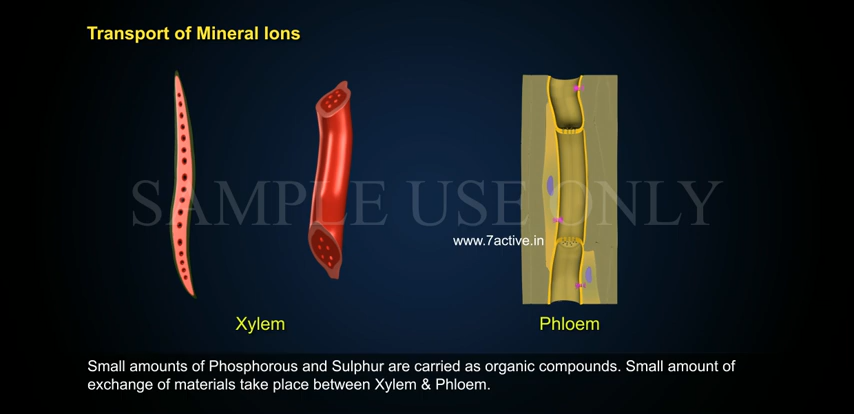 Transport of Mineral Ions
SAMPLE USE ONLY
www.7active.in
Xylem
Phloem
Small amounts of Phosphorous and Sulphur are carried as organic compounds. Small amount of
exchange of materials take place between Xylem & Phloem.